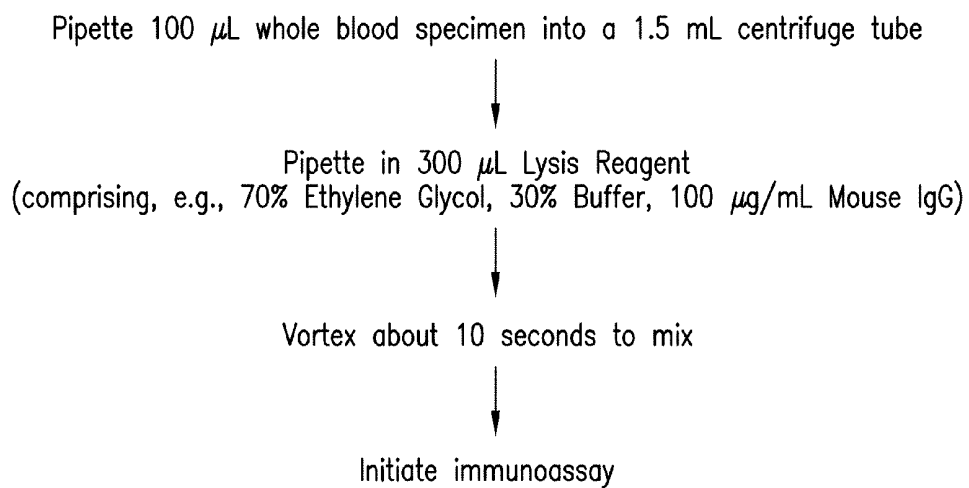 Pipette 100 μL whole blood specimen into a 1.5 mL centrifuge tube
Pipette in 300 μL Lysis Reagent
(comprising, e.g., 70% Ethylene Glycol, 30% Buffer, 100 μg/mL Mouse IgG)
Vortex about 10 seconds to mix
Initiate immunoassay